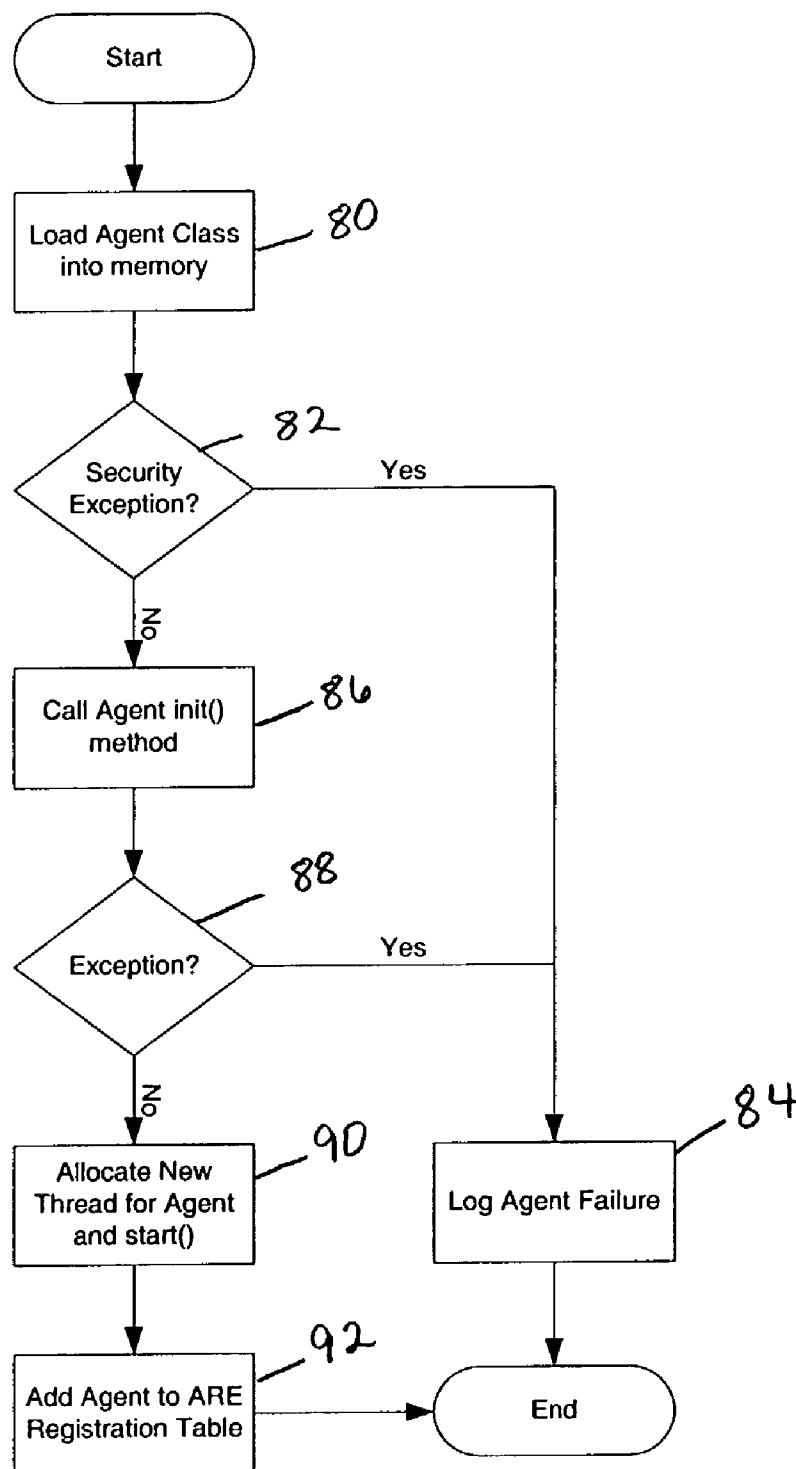 Start
Load Agent Class
into memory
80
Security
Exception?
82
Yes
No
Call Agent init()
method
86
Exception?
88
Yes
No
Allocate New
Thread for Agent
and start()
90
Log Agent Failure
84
Add Agent to ARE
Registration Table
92
End